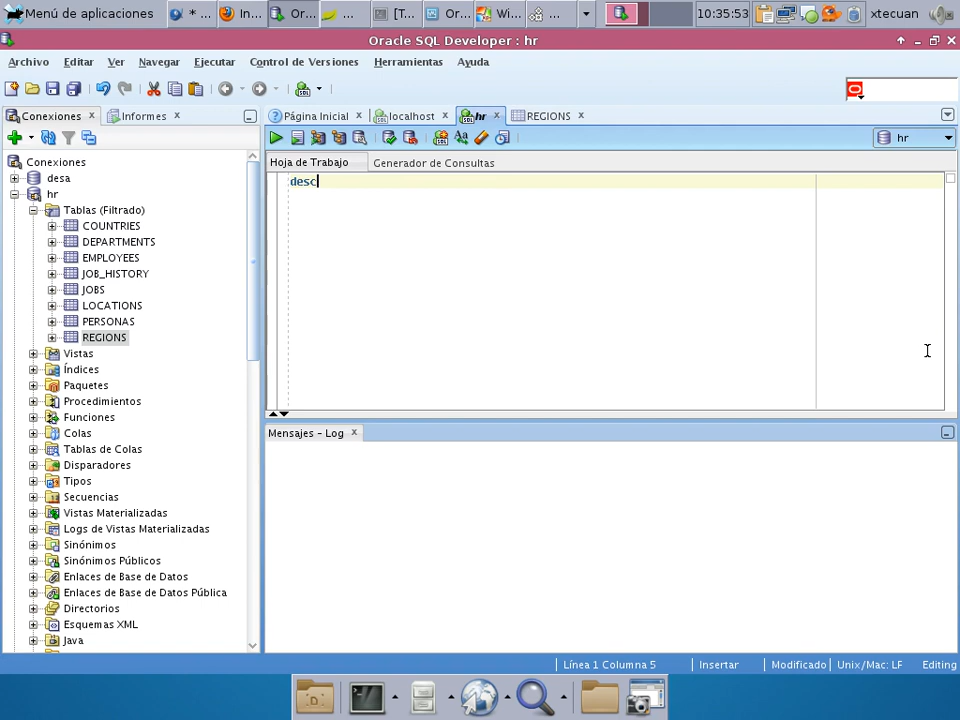 Menú de aplicaciones
* ...
In...
Or...
...
[T...
Or...
Wi...
...
10:35:53
xtecuan
Oracle SQL Developer : hr
Archivo Editar Ver Navegar Ejecutar Control de Versiones Herramientas Ayuda
Conexiones
Informes
Página Inicial
localhost
hr
REGIONS
hr
Hoja de Trabajo
Generador de Consultas
desc
Conexiones
desa
hr
Tablas (Filtrado)
COUNTRIES
DEPARTMENTS
EMPLOYEES
JOB_HISTORY
JOBS
LOCATIONS
PERSONAS
REGIONS
Vistas
Índices
Paquetes
Procedimientos
Funciones
Colas
Tablas de Colas
Disparadores
Tipos
Secuencias
Vistas Materializadas
Logs de Vistas Materializadas
Sinónimos
Sinónimos Públicos
Enlaces de Base de Datos
Enlaces de Base de Datos Pública
Directorios
Esquemas XML
Java
Mensajes - Log
Línea 1 Columna 5
Insertar
Modificado
Unix/Mac: LF
Editing